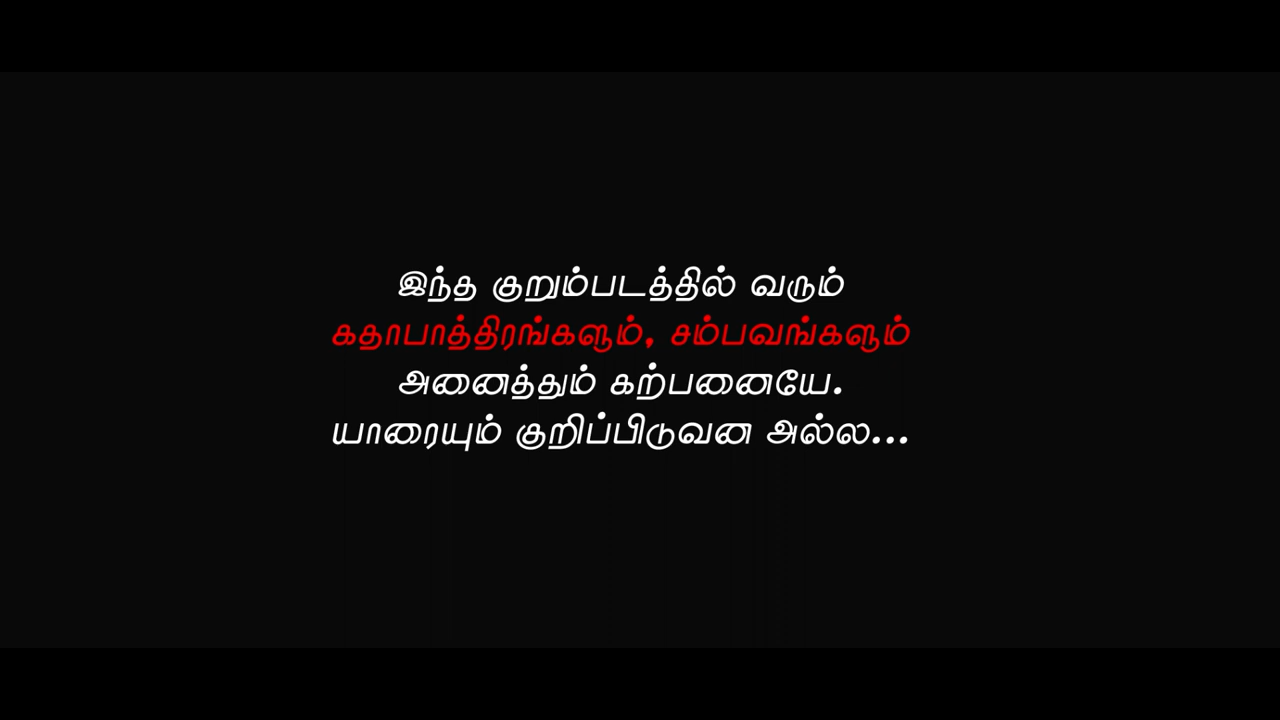 இந்த குறும்படத்தில் வரும்
கதாபாத்திரங்களும், சம்பவங்களும்
அனைத்தும் கற்பனையே.
யாரையும் குறிப்பிடுவன அல்ல...